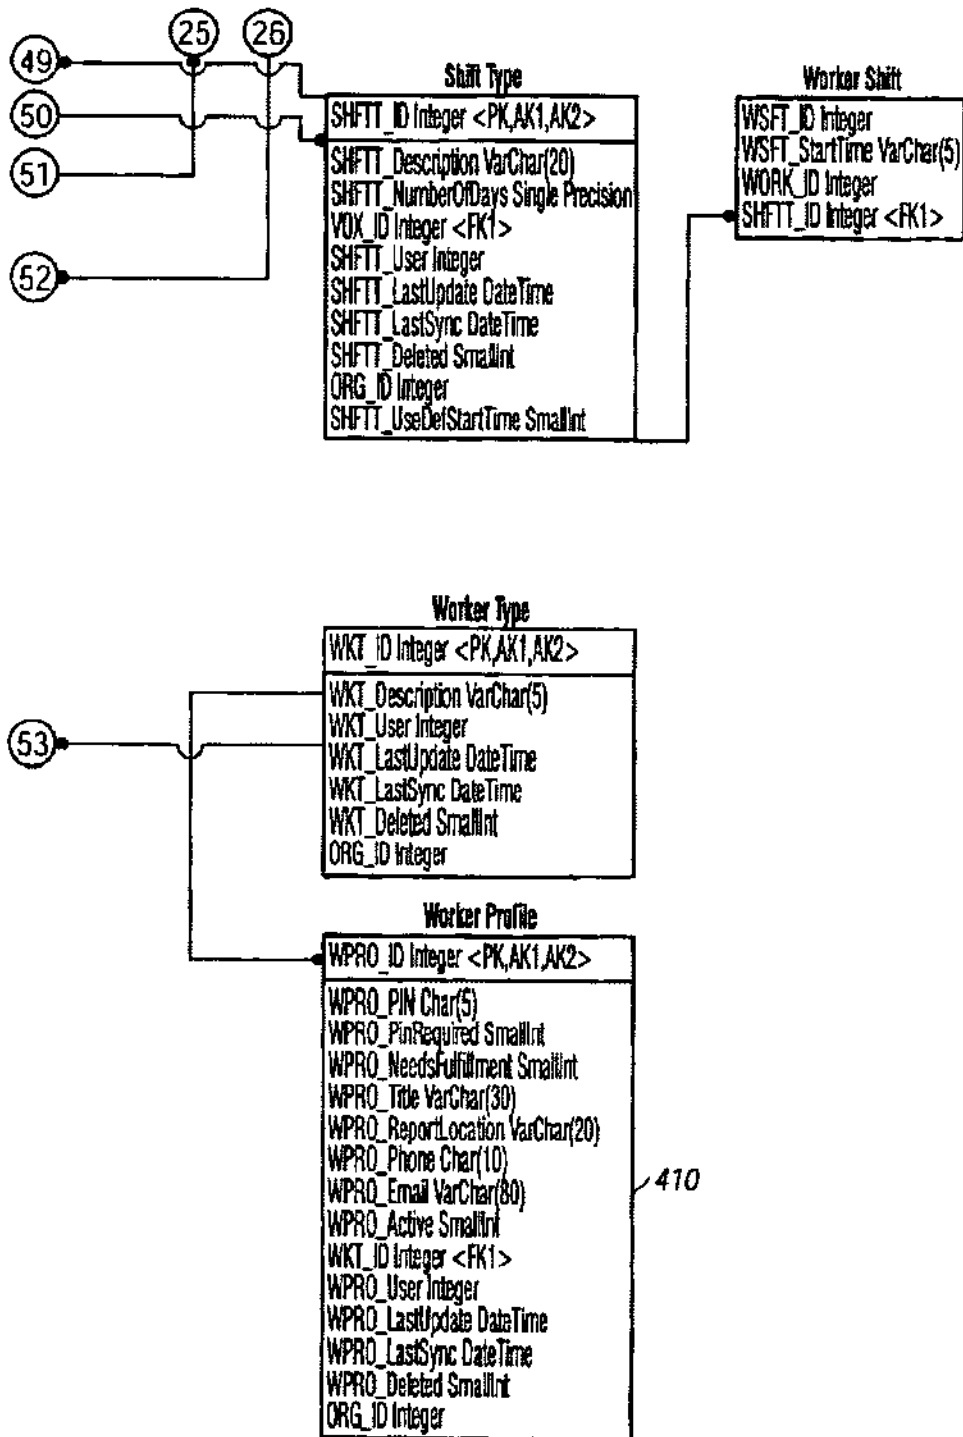 25
26
49
50
51
52
Shift Type
SHFTT_ID Integer <PK,AK1,AK2>
SHFTT_Description VarChar(20)
SHFTT_NumberOfDays Single Precision
VOX_ID Integer <FK1>
SHFTT_User Integer
SHFTT_LastUpdate DateTime
SHFTT_LastSync DateTime
SHFTT_Deleted SmallInt
ORG_ID Integer
SHFTT_UseDefStartTime SmallInt
Worker Shift
WSFT_ID Integer
WSFT_StartTime VarChar(5)
WORK_ID Integer
SHFTT_ID Integer <FK1>
53
Worker Type
WKT_ID Integer <PK,AK1,AK2>
WKT_Description VarChar(5)
WKT_User Integer
WKT_LastUpdate DateTime
WKT_LastSync DateTime
WKT_Deleted SmallInt
ORG_ID Integer
Worker Profile
WPRO_ID Integer <PK,AK1,AK2>
WPRO_PIN Char(5)
WPRO_PinRequired SmallInt
WPRO_NeedsFulfillment SmallInt
WPRO_Title VarChar(30)
WPRO_ReportLocation VarChar(20)
WPRO_Phone Char(10)
WPRO_Email VarChar(80)
WPRO_Active SmallInt
WKT_ID Integer <FK1>
WPRO_User Integer
WPRO_LastUpdate DateTime
WPRO_LastSync DateTime
WPRO_Deleted SmallInt
ORG_ID Integer
410